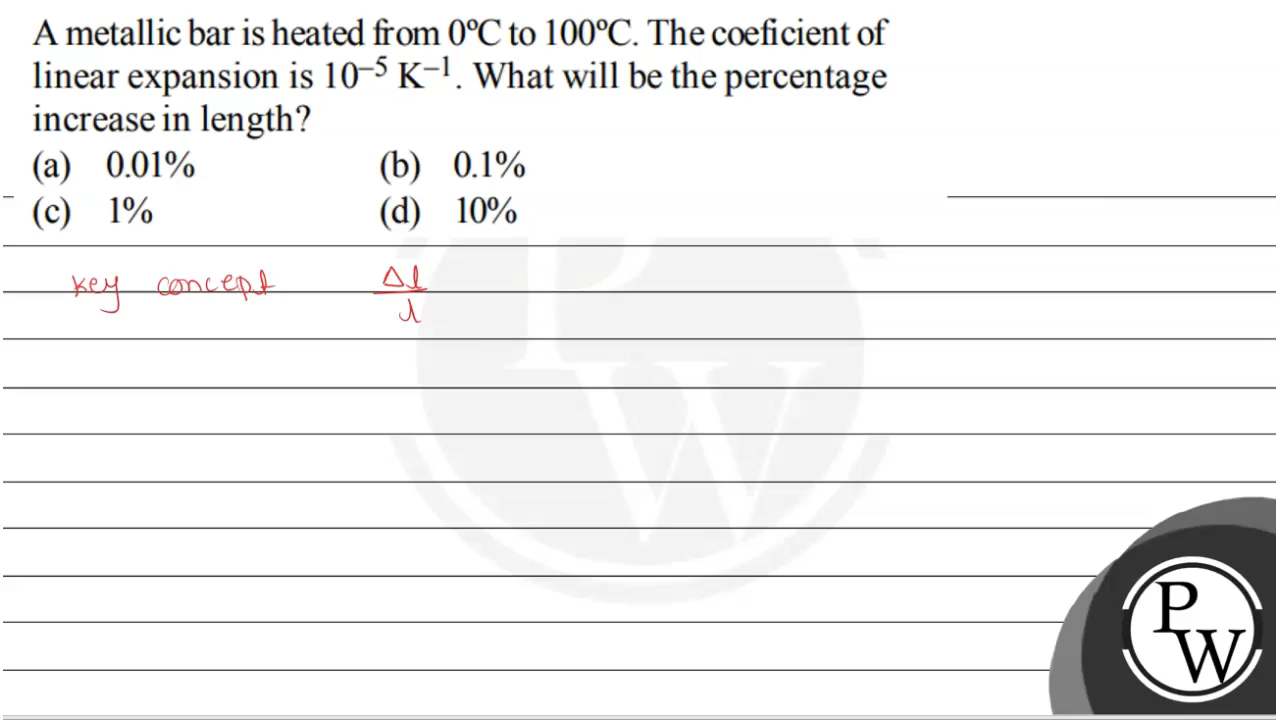 A metallic bar is heated from 0ºC to 100ºC. The coeficient of
linear expansion is 10⁻⁵ K⁻¹. What will be the percentage
increase in length?
(a) 0.01% (b) 0.1%
(c) 1% (d) 10%
key concept Δl/l
PW
PW